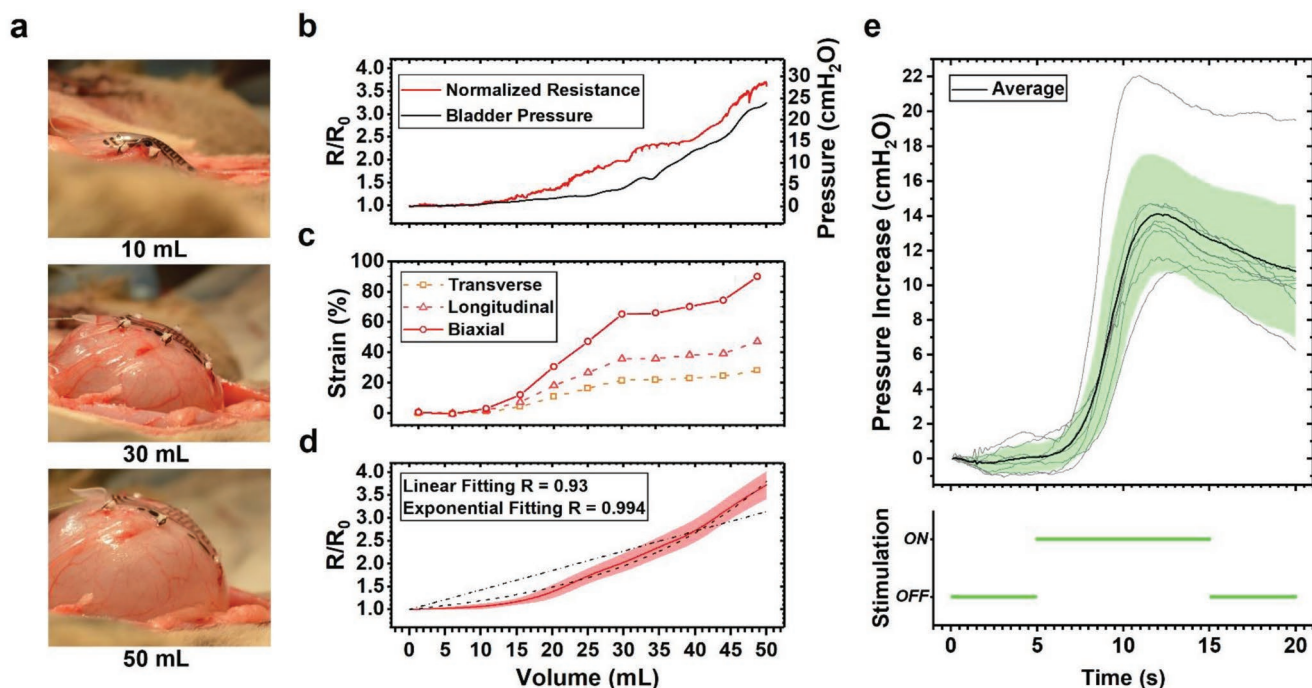 a
10 mL
30 mL
50 mL
b
Normalized Resistance
Bladder Pressure
R/R₀
4.0
3.5
3.0
2.5
2.0
1.5
1.0
Pressure (cmH₂O)
30
25
20
15
10
5
0
c
Transverse
Longitudinal
Biaxial
Strain (%)
100
80
60
40
20
0
d
Linear Fitting R = 0.93
Exponential Fitting R = 0.994
R/R₀
4.0
3.5
3.0
2.5
2.0
1.5
1.0
0 5 10 15 20 25 30 35 40 45 50
Volume (mL)
e
Average
Pressure Increase (cmH₂O)
22
20
18
16
14
12
10
8
6
4
2
0
Stimulation
ON
OFF
0 5 10 15 20
Time (s)